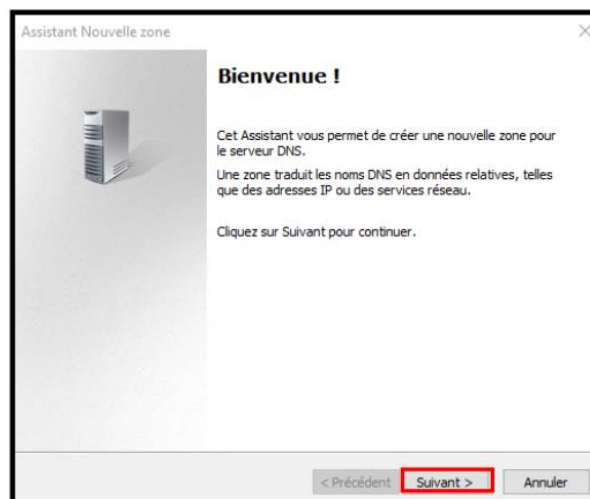 Assistant Nouvelle zone
Bienvenue !
Cet Assistant vous permet de créer une nouvelle zone pour
le serveur DNS.
Une zone traduit les noms DNS en données relatives, telles
que des adresses IP ou des services réseau.
Cliquez sur Suivant pour continuer.
< Précédent Suivant > Annuler